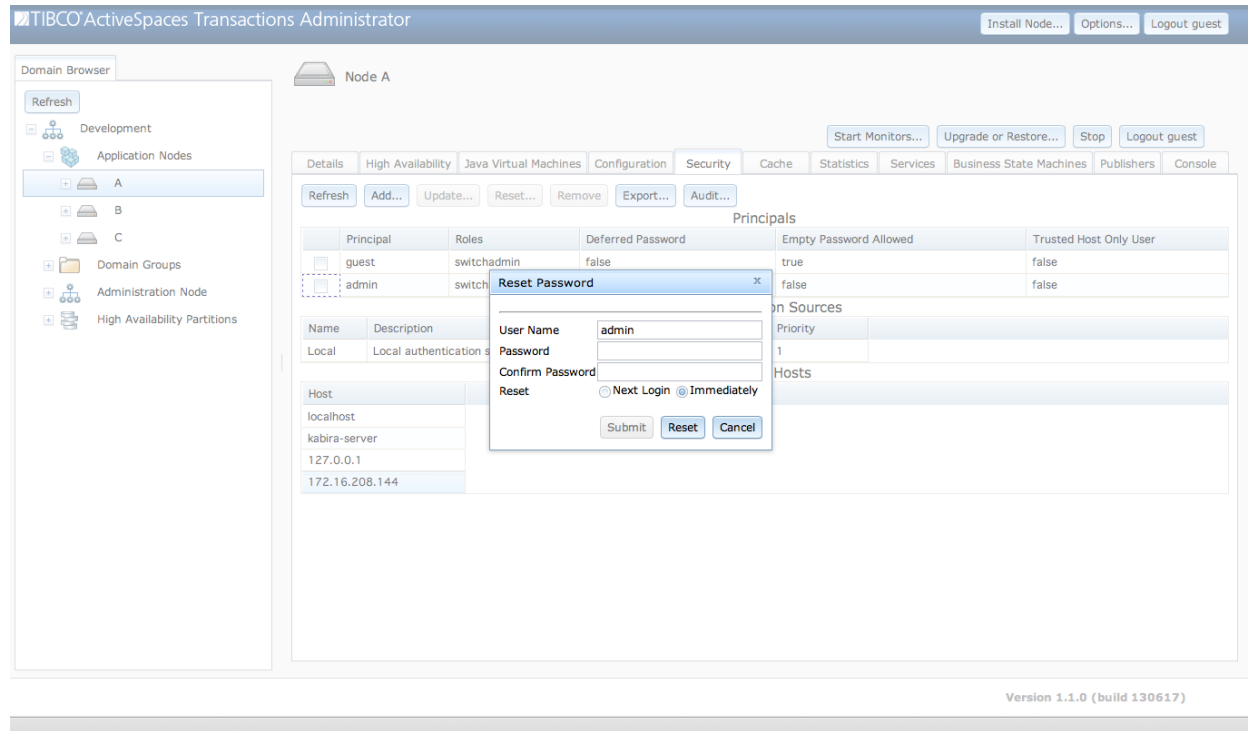 TIBCO® ActiveSpaces Transactions Administrator
Install Node... Options... Logout guest
Domain Browser
Refresh
Development
Application Nodes
A
B
C
Domain Groups
Administration Node
High Availability Partitions
Node A
Start Monitors... Upgrade or Restore... Stop Logout guest
Details High Availability Java Virtual Machines Configuration Security Cache Statistics Services Business State Machines Publishers Console
Refresh Add... Update... Reset... Remove Export... Audit...
Principals
Principal Roles Deferred Password Empty Password Allowed Trusted Host Only User
guest switchadmin false true false
admin switch false false
Sources
Name Description Priority
Local Local authentication s 1
Hosts
Host
localhost
kabira-server
127.0.0.1
172.16.208.144
Reset Password x
User Name admin
Password
Confirm Password
Reset Next Login Immediately
Submit Reset Cancel
Version 1.1.0 (build 130617)